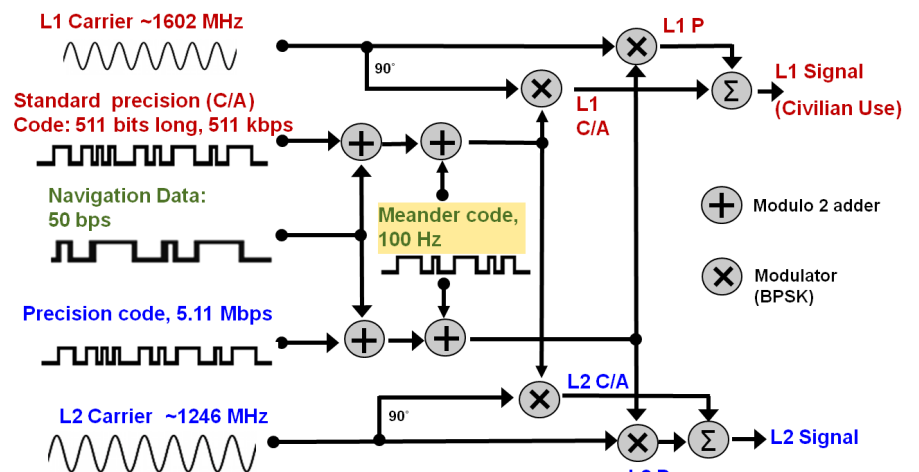 L1 Carrier ~1602 MHz
L1 P
90°
L1 Signal
(Civilian Use)
Standard precision (C/A)
Code: 511 bits long, 511 kbps
L1
C/A
Σ
Navigation Data:
50 bps
Meander code,
100 Hz
Modulo 2 adder
Modulator
(BPSK)
Precision code, 5.11 Mbps
L2 C/A
L2 Carrier ~1246 MHz
90°
Σ
L2 Signal